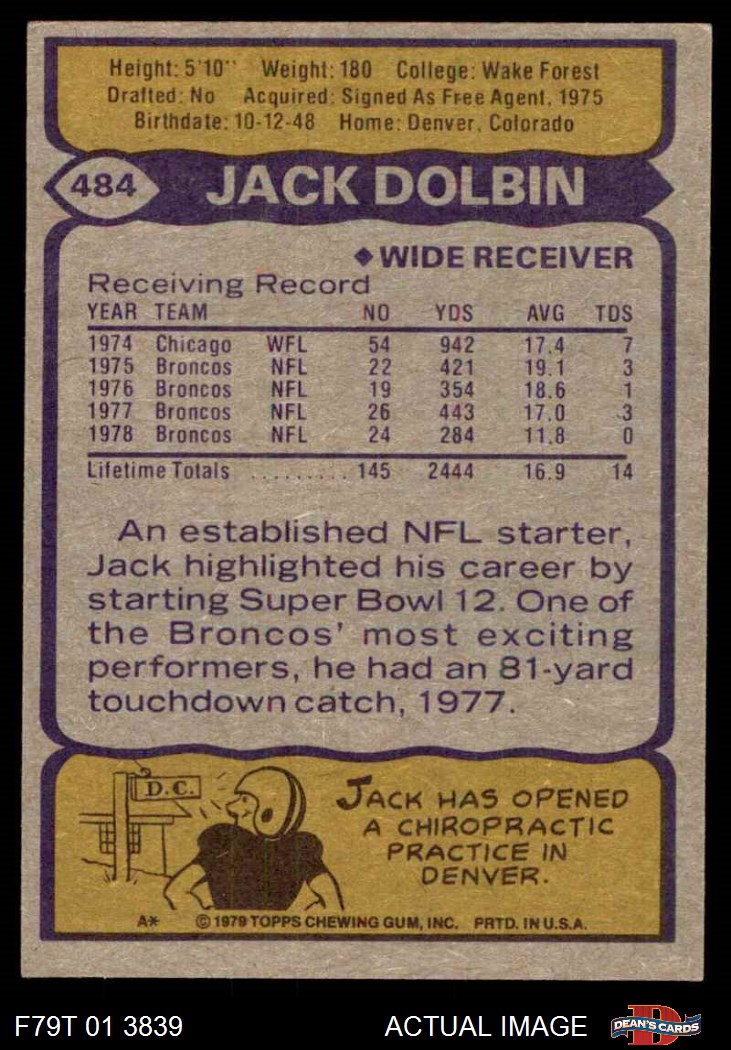 Height: 5'10" Weight: 180 College: Wake Forest
Drafted: No Acquired: Signed As Free Agent, 1975
Birthdate: 10-12-48 Home: Denver, Colorado
484 JACK DOLBIN
◆WIDE RECEIVER
Receiving Record
YEAR TEAM NO YDS AVG TDS
1974 Chicago WFL 54 942 17.4 7
1975 Broncos NFL 22 421 19.1 3
1976 Broncos NFL 19 354 18.6 1
1977 Broncos NFL 26 443 17.0 3
1978 Broncos NFL 24 284 11.8 0
Lifetime Totals ......... 145 2444 16.9 14
An established NFL starter,
Jack highlighted his career by
starting Super Bowl 12. One of
the Broncos' most exciting
performers, he had an 81-yard
touchdown catch, 1977.
D.C.
JACK HAS OPENED
A CHIROPRACTIC
PRACTICE IN
DENVER.
A* © 1979 TOPPS CHEWING GUM, INC. PRTD. IN U.S.A.
F79T 01 3839 ACTUAL IMAGE D DEAN'S CARDS